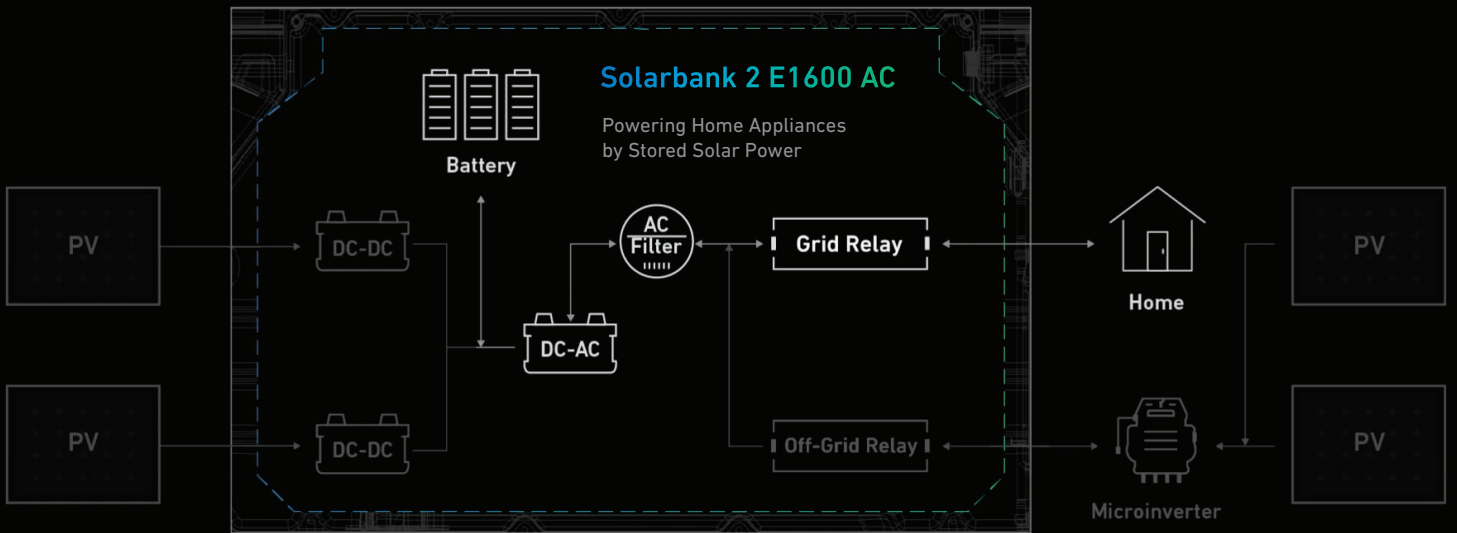 Solarbank 2 E1600 AC
Powering Home Appliances
by Stored Solar Power
Battery
PV
DC-DC
AC
Filter
Grid Relay
Home
PV
DC-AC
PV
DC-DC
Off-Grid Relay
Microinverter
PV